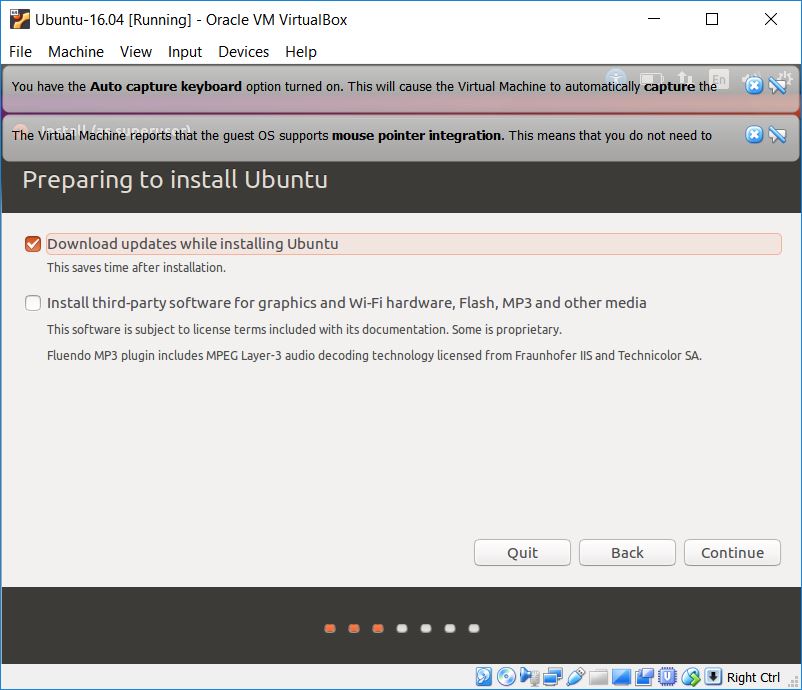 Ubuntu-16.04 [Running] - Oracle VM VirtualBox
File Machine View Input Devices Help
You have the Auto capture keyboard option turned on. This will cause the Virtual Machine to automatically capture the
En
Install (as superuser)
The Virtual Machine reports that the guest OS supports mouse pointer integration. This means that you do not need to
Preparing to install Ubuntu
Download updates while installing Ubuntu
This saves time after installation.
Install third-party software for graphics and Wi-Fi hardware, Flash, MP3 and other media
This software is subject to license terms included with its documentation. Some is proprietary.
Fluendo MP3 plugin includes MPEG Layer-3 audio decoding technology licensed from Fraunhofer IIS and Technicolor SA.
Quit Back Continue
Right Ctrl